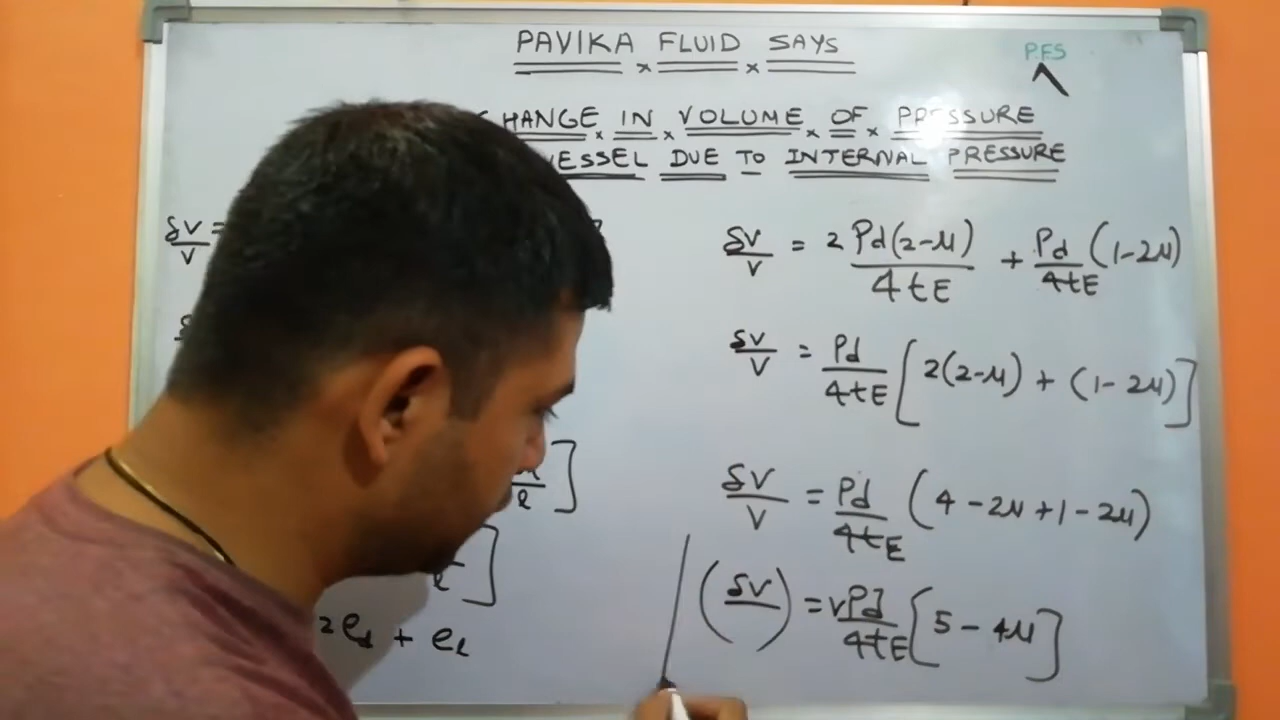 PAVIKA FLUID SAYS
PFS
CHANGE IN VOLUME OF PRESSURE
VESSEL DUE TO INTERNAL PRESSURE
δV/V =
δV/V = 2 Pd(2-μ)/4tE + Pd/4tE (1-2μ)
δV/V = Pd/4tE [2(2-μ) + (1-2μ)]
δV/V = Pd/4tE (4-2μ+1-2μ)
(δV) = VPd/4tE [5-4μ]
2ed + el